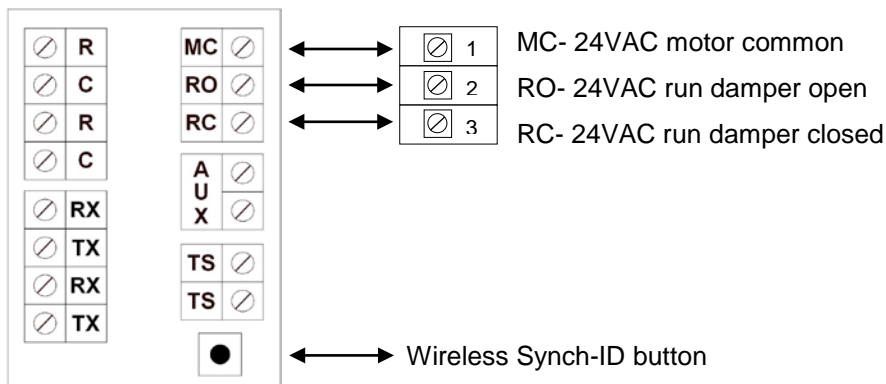 R
C
R
C
RX
TX
RX
TX
MC
RO
RC
AUX
TS
TS
1 MC- 24VAC motor common
2 RO- 24VAC run damper open
3 RC- 24VAC run damper closed
Wireless Synch-ID button